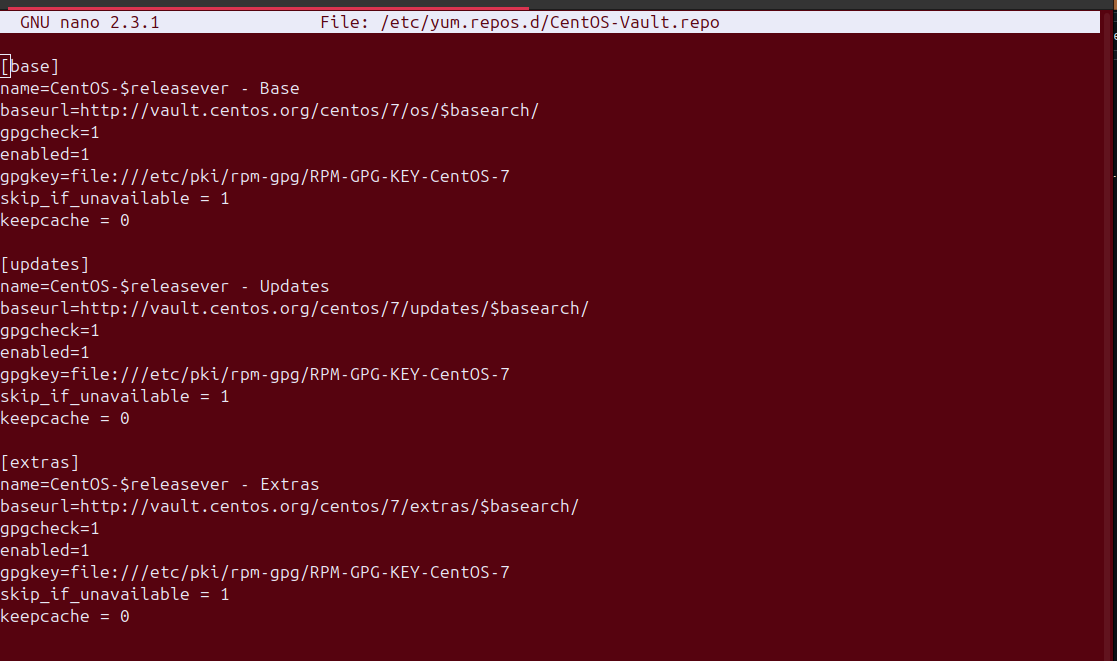 GNU nano 2.3.1 File: /etc/yum.repos.d/CentOS-Vault.repo
[base]
name=CentOS-$releasever - Base
baseurl=http://vault.centos.org/centos/7/os/$basearch/
gpgcheck=1
enabled=1
gpgkey=file:///etc/pki/rpm-gpg/RPM-GPG-KEY-CentOS-7
skip_if_unavailable = 1
keepcache = 0
[updates]
name=CentOS-$releasever - Updates
baseurl=http://vault.centos.org/centos/7/updates/$basearch/
gpgcheck=1
enabled=1
gpgkey=file:///etc/pki/rpm-gpg/RPM-GPG-KEY-CentOS-7
skip_if_unavailable = 1
keepcache = 0
[extras]
name=CentOS-$releasever - Extras
baseurl=http://vault.centos.org/centos/7/extras/$basearch/
gpgcheck=1
enabled=1
gpgkey=file:///etc/pki/rpm-gpg/RPM-GPG-KEY-CentOS-7
skip_if_unavailable = 1
keepcache = 0